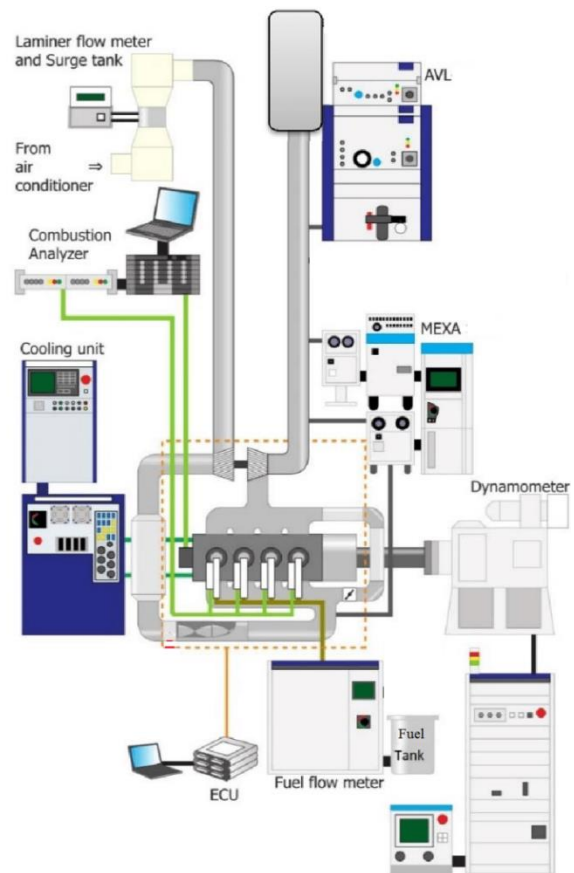 Laminer flow meter
and Surge tank
AVL
From
air ⇒
conditioner
Combustion
Analyzer
MEXA
Cooling unit
Dynamometer
Fuel
Tank
Fuel flow meter
ECU